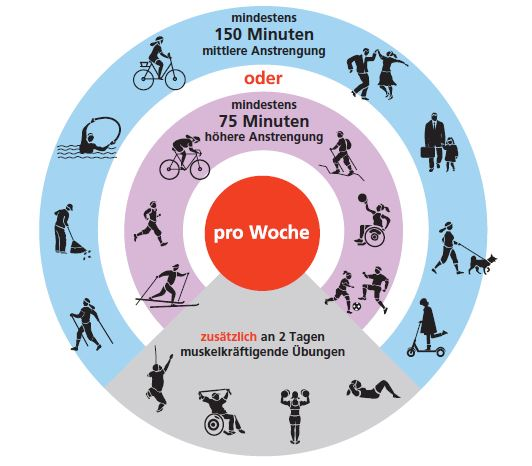 mindestens
150 Minuten
mittlere Anstrengung
oder
mindestens
75 Minuten
höhere Anstrengung
pro Woche
zusätzlich an 2 Tagen
muskelkräftigende Übungen